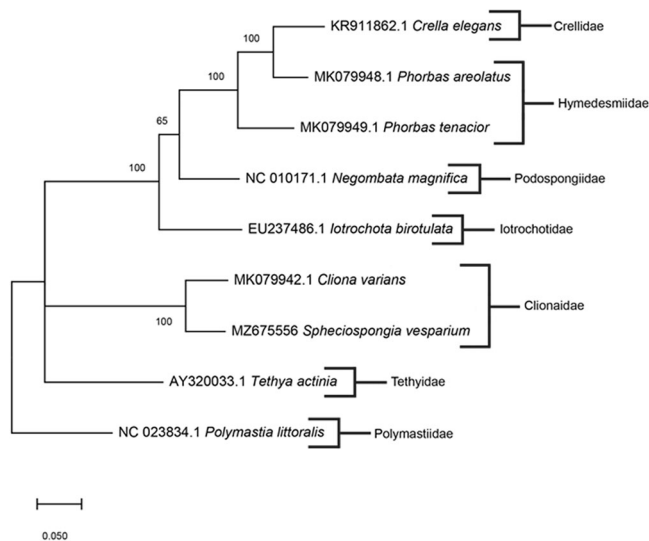 KR911862.1 Crella elegans Crellidae
100
100
MK079948.1 Phorbas areolatus
Hymedesmiidae
65
MK079949.1 Phorbas tenacior
100
NC 010171.1 Negombata magnifica Podospongiidae
EU237486.1 Iotrochota birotulata Iotrochotidae
MK079942.1 Cliona varians
Clionaidae
100
MZ675556 Spheciospongia vesparium
AY320033.1 Tethya actinia Tethyidae
NC 023834.1 Polymastia littoralis Polymastiidae
0.050